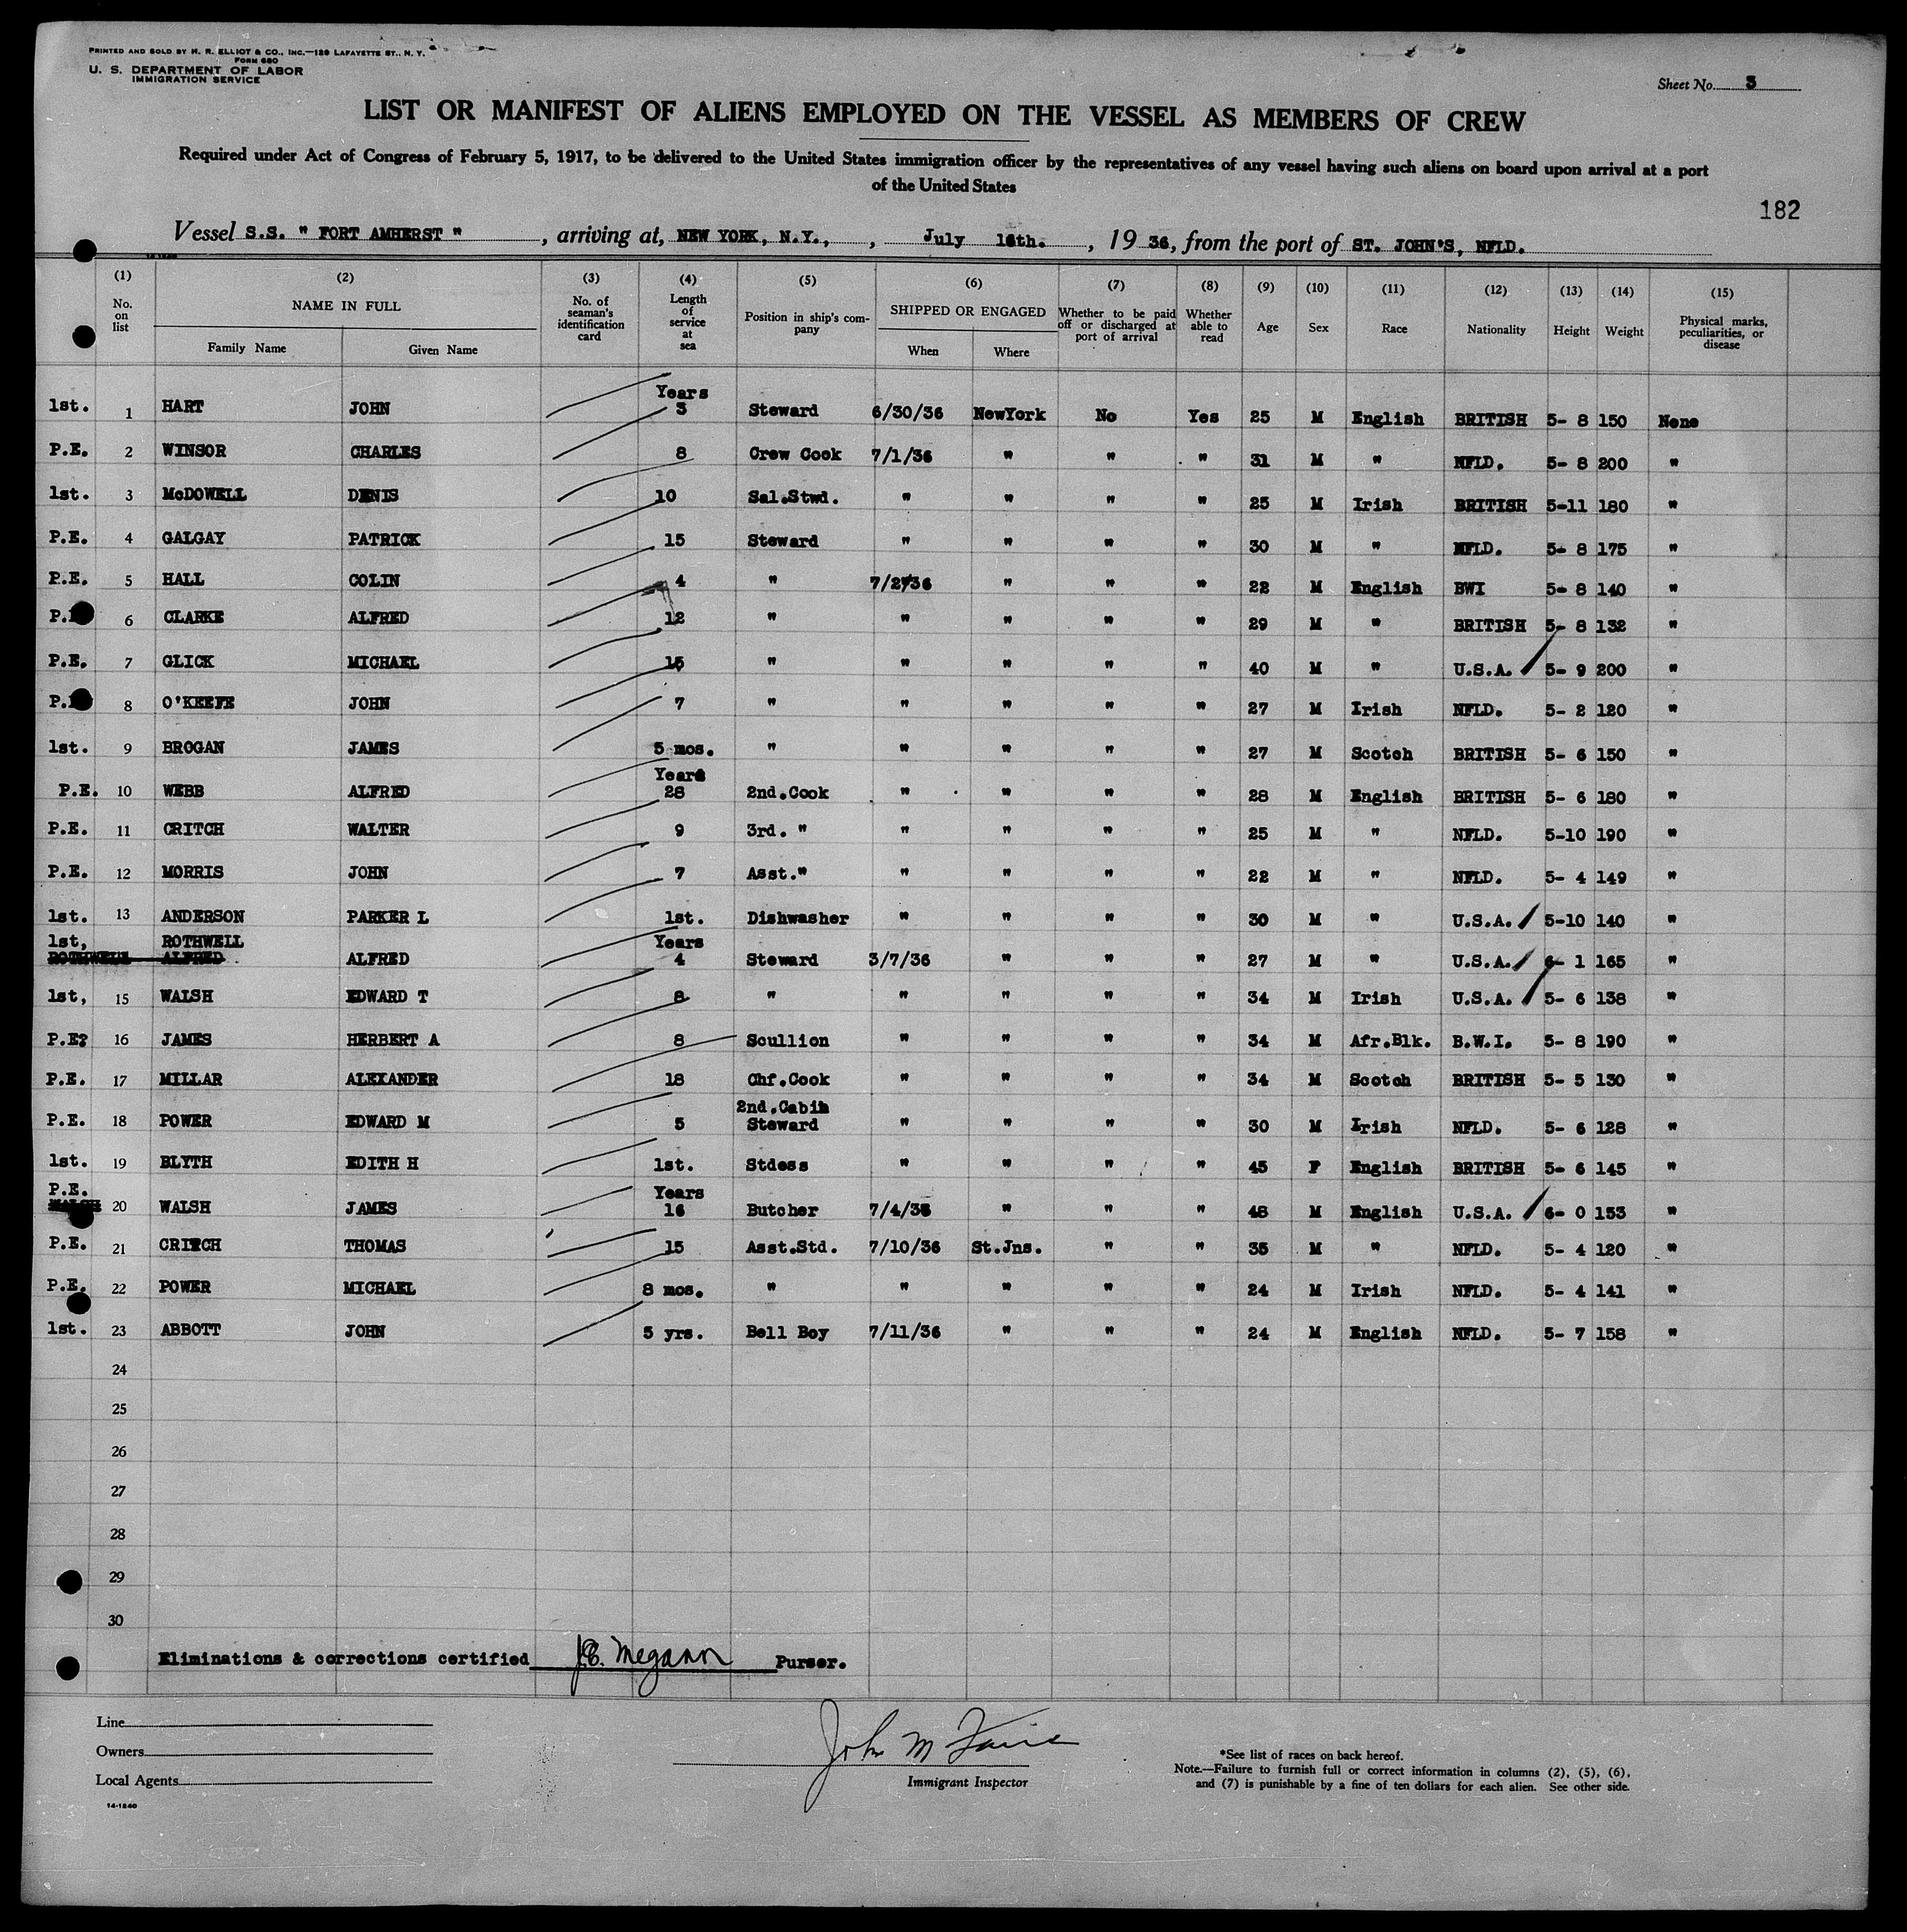 PRINTED AND SOLD BY H. R. ELLIOT & CO., INC.—129 LAFAYETTE ST., N. Y.
FORM 680
U. S. DEPARTMENT OF LABOR
IMMIGRATION SERVICE
Sheet No. 3
LIST OR MANIFEST OF ALIENS EMPLOYED ON THE VESSEL AS MEMBERS OF CREW
Required under Act of Congress of February 5, 1917, to be delivered to the United States immigration officer by the representatives of any vessel having such aliens on board upon arrival at a port
of the United States
182
Vessel S.S. " FORT AMHERST " , arriving at, NEW YORK, N.Y., , July 16th. , 19 36, from the port of ST. JOHN'S, NFLD.
(1) (2) (3) (4) (5) (6) (7) (8) (9) (10) (11) (12) (13) (14) (15)
No. on list NAME IN FULL No. of seaman's identification card Length of service at sea Position in ship's company SHIPPED OR ENGAGED Whether to be paid off or discharged at port of arrival Whether able to read Age Sex Race Nationality Height Weight Physical marks, peculiarities, or disease
Family Name Given Name When Where
Years
1st. 1 HART JOHN 3 Steward 6/30/36 NewYork No Yes 25 M English BRITISH 5- 8 150 None
P.E. 2 WINSOR CHARLES 8 Crew Cook 7/1/36 " " " 31 M " NFLD. 5- 8 200 "
1st. 3 McDOWELL DENIS 10 Sal.Stwd. " " " " 25 M Irish BRITISH 5-11 180 "
P.E. 4 GALGAY PATRICK 15 Steward " " " " 30 M " NFLD. 5- 8 175 "
P.E. 5 HALL COLIN 4 " 7/2/36 " " " 22 M English BWI 5- 8 140 "
P. 6 CLARKE ALFRED 12 " " " " " 29 M " BRITISH 5- 8 132 "
P.E. 7 GLICK MICHAEL 15 " " " " " 40 M " U.S.A. 5- 9 200 "
P. 8 O'KEEFE JOHN 7 " " " " " 27 M Irish NFLD. 5- 2 120 "
1st. 9 BROGAN JAMES 5 mos. " " " " " 27 M Scotch BRITISH 5- 6 150 "
Years
P.E. 10 WEBB ALFRED 28 2nd.Cook " " " " 28 M English BRITISH 5- 6 180 "
P.E. 11 CRITCH WALTER 9 3rd. " " " " " 25 M " NFLD. 5-10 190 "
P.E. 12 MORRIS JOHN 7 Asst." " " " " 22 M " NFLD. 5- 4 149 "
1st. 13 ANDERSON PARKER L 1st. Dishwasher " " " " 30 M " U.S.A. 5-10 140 "
1st, ROTHWELL Years
ROTHWELL ALFRED ALFRED 4 Steward 3/7/36 " " " 27 M " U.S.A. 6- 1 165 "
1st, 15 WALSH EDWARD T 8 " " " " " 34 M Irish U.S.A. 5- 6 138 "
P.E? 16 JAMES HERBERT A 8 Scullion " " " " 34 M Afr.Blk. B.W.I. 5- 8 190 "
P.E. 17 MILLAR ALEXANDER 18 Chf.Cook " " " " 34 M Scotch BRITISH 5- 5 130 "
2nd.Cabin
P.E. 18 POWER EDWARD M 5 Steward " " " " 30 M Irish NFLD. 5- 6 128 "
1st. 19 BLYTH EDITH H 1st. Stdess " " " " 45 F English BRITISH 5- 6 145 "
P.E. Years
20 WALSH JAMES 16 Butcher 7/4/36 " " " 48 M English U.S.A. 6- 0 153 "
P.E. 21 CRITCH THOMAS 15 Asst.Std. 7/10/36 St.Jns. " " 35 M " NFLD. 5- 4 120 "
P.E. 22 POWER MICHAEL 8 mos. " " " " " 24 M Irish NFLD. 5- 4 141 "
1st. 23 ABBOTT JOHN 5 yrs. Bell Boy 7/11/36 " " " 24 M English NFLD. 5- 7 158 "
24
25
26
27
28
29
30
Eliminations & corrections certified J.B. Megann Purser.
Line
Owners
Local Agents
14-1240
John M
Immigrant Inspector
*See list of races on back hereof.
Note.—Failure to furnish full or correct information in columns (2), (5), (6),
and (7) is punishable by a fine of ten dollars for each alien. See other side.